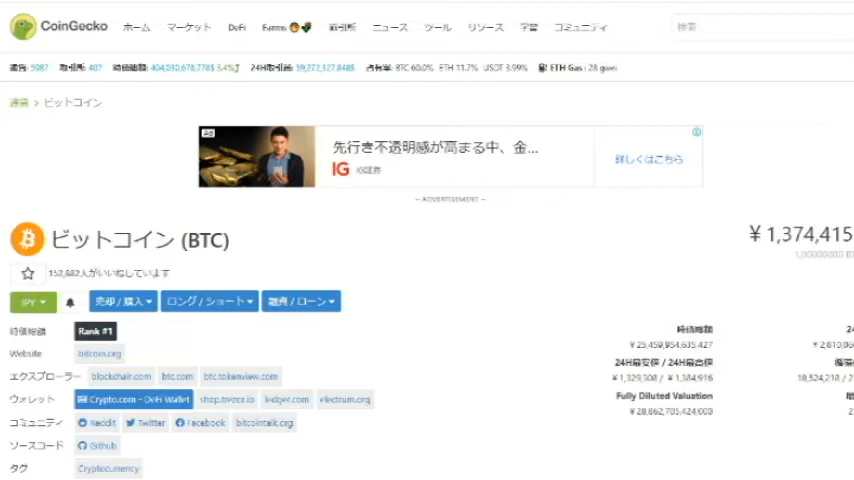 CoinGecko ホーム マーケット DeFi Farms 取引所 ニュース ツール リソース 学習 コミュニティ 検索
通貨: 5987 取引所: 407 時価総額: 404,030,678,778$ 3.4% 24H取引量: 59,272,327,848$ 占有率: BTC 60.0% ETH 11.7% USDT 3.99% ETH Gas: 28 gwei
通貨 > ビットコイン
Ad
先行き不透明感が高まる中、金...
IG IG証券
詳しくはこちら
- ADVERTISEMENT -
ビットコイン (BTC)
¥1,374,415
1.00000000
152,882人がいいねしています
JPY 売却 / 購入 ロング / ショート 融資 / ローン
時価総額 Rank #1
時価総額
¥25,459,954,635,427
Website bitcoin.org
24H最安値 / 24H最高値
エクスプローラー blockchain.com btc.com btc.tokenview.com
¥1,329,308 / ¥1,384,916
18,524,218 /
ウォレット Crypto.com - DeFi Wallet shop.trezor.io ledger.com electrum.org
Fully Diluted Valuation
¥28,862,705,424,000
コミュニティ Reddit Twitter Facebook bitcointalk.org
ソースコード Github
タグ Cryptocurrency